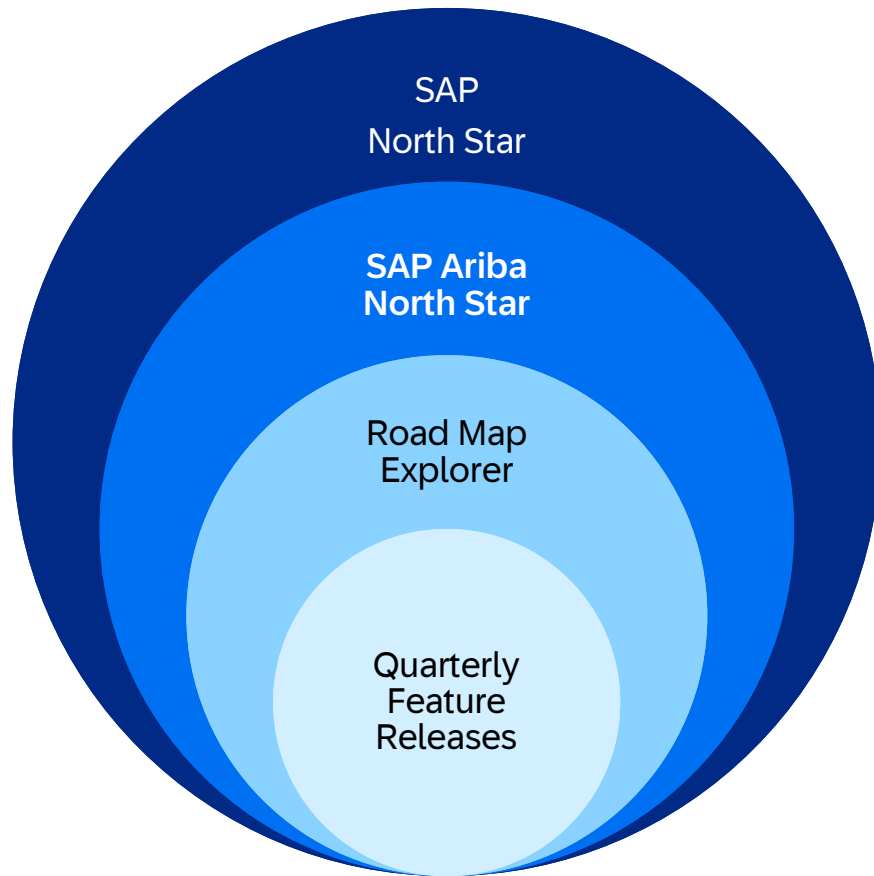 SAP
North Star
SAP Ariba
North Star
Road Map
Explorer
Quarterly
Feature
Releases